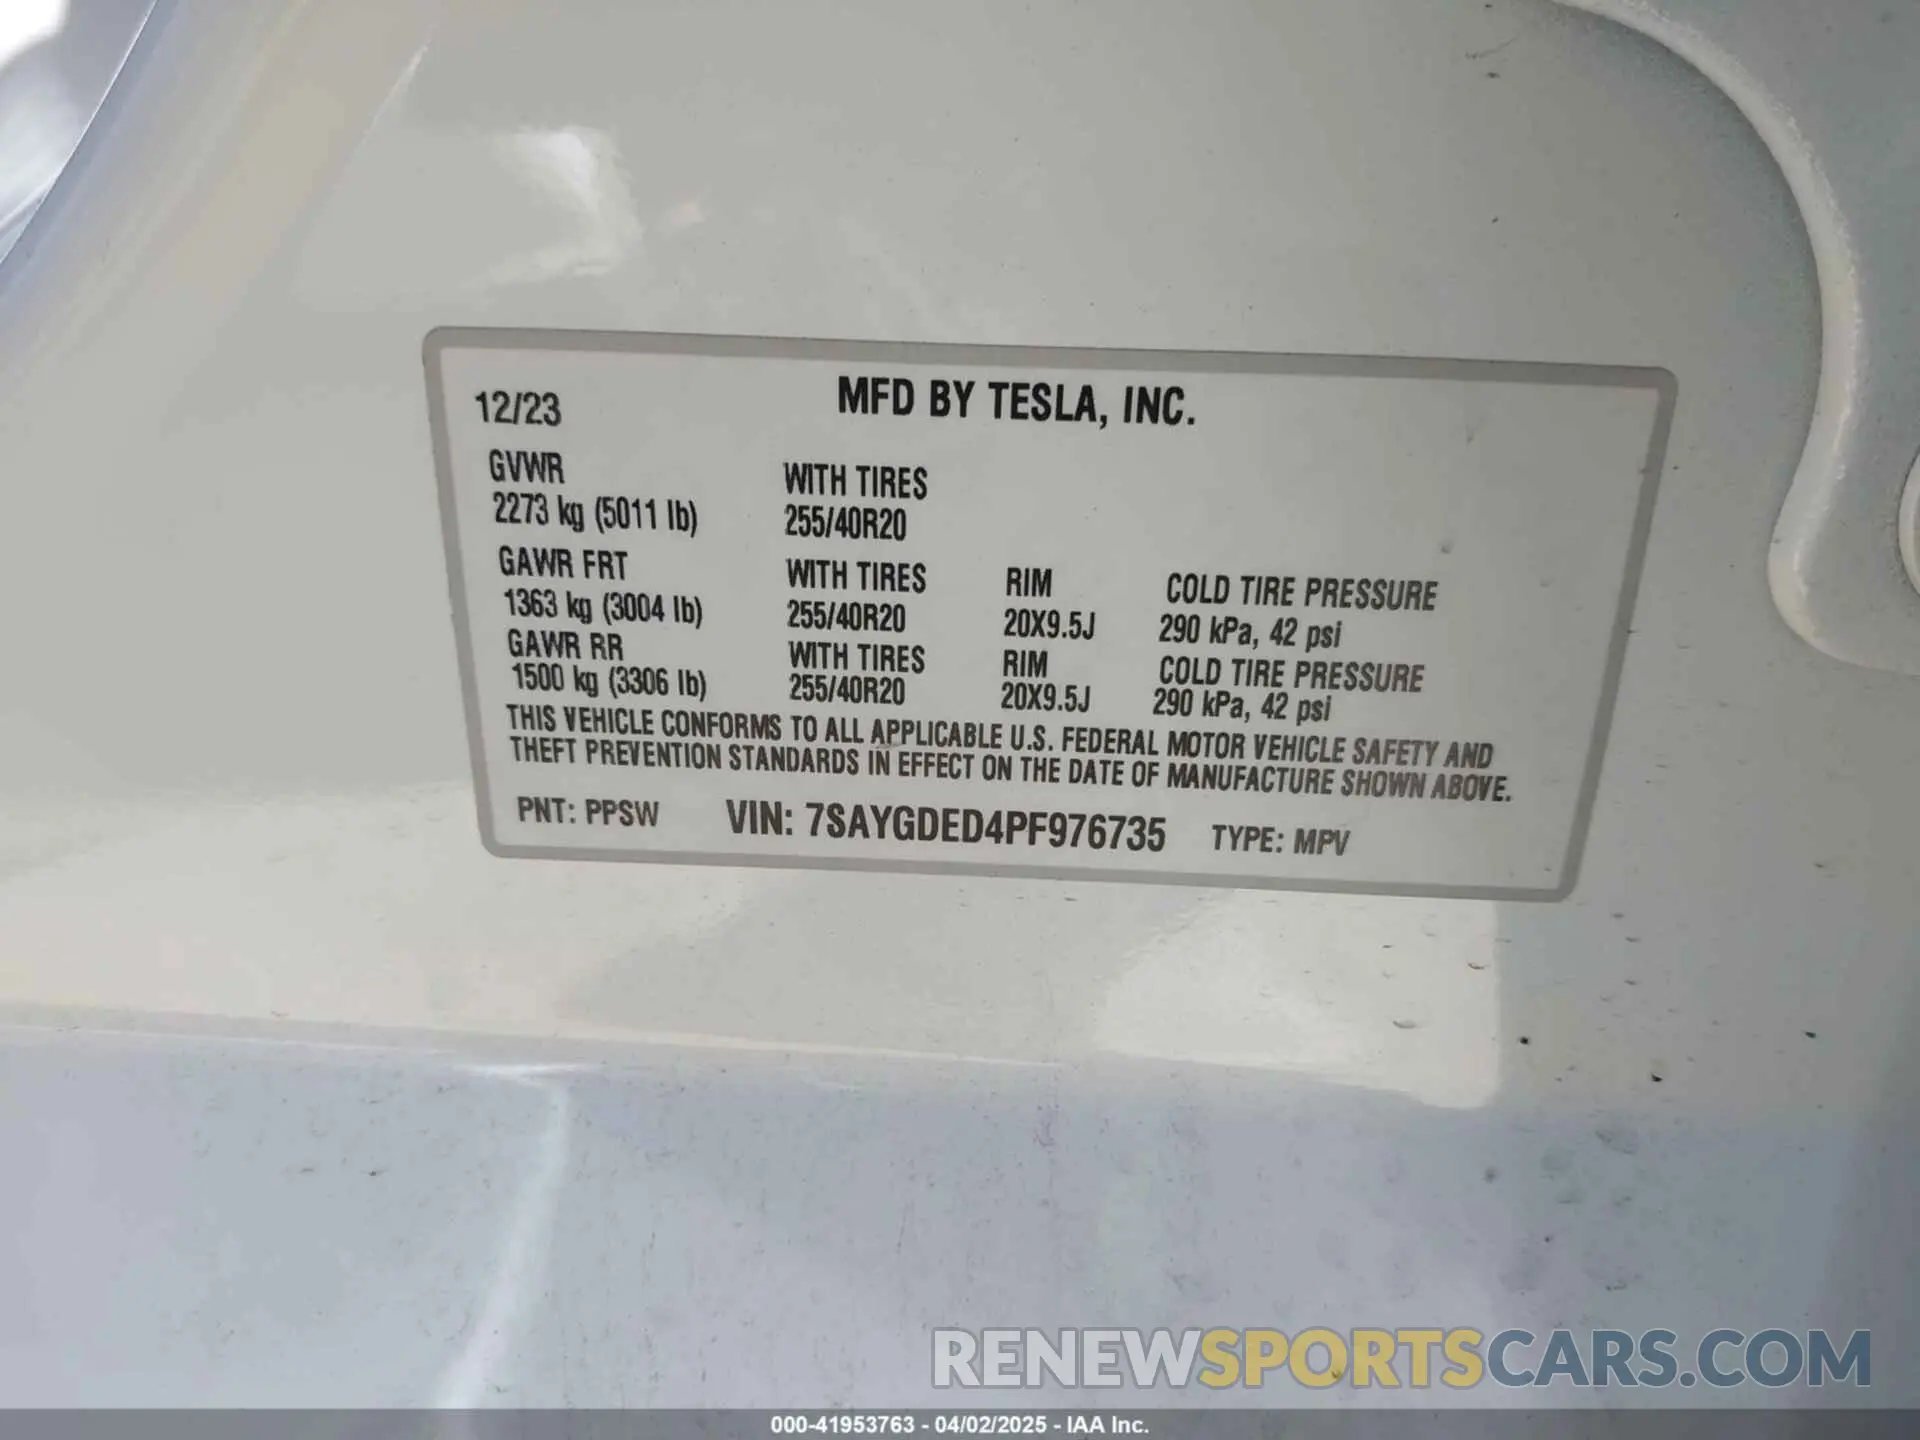 12/23 MFD BY TESLA, INC.
GVWR WITH TIRES
2273 kg (5011 lb) 255/40R20
GAWR FRT WITH TIRES RIM COLD TIRE PRESSURE
1363 kg (3004 lb) 255/40R20 20X9.5J 290 kPa, 42 psi
GAWR RR WITH TIRES RIM COLD TIRE PRESSURE
1500 kg (3306 lb) 255/40R20 20X9.5J 290 kPa, 42 psi
THIS VEHICLE CONFORMS TO ALL APPLICABLE U.S. FEDERAL MOTOR VEHICLE SAFETY AND
THEFT PREVENTION STANDARDS IN EFFECT ON THE DATE OF MANUFACTURE SHOWN ABOVE.
PNT: PPSW VIN: 7SAYGDED4PF976735 TYPE: MPV
RENEWSPORTSCARS.COM
000-41953763 - 04/02/2025 - IAA Inc.